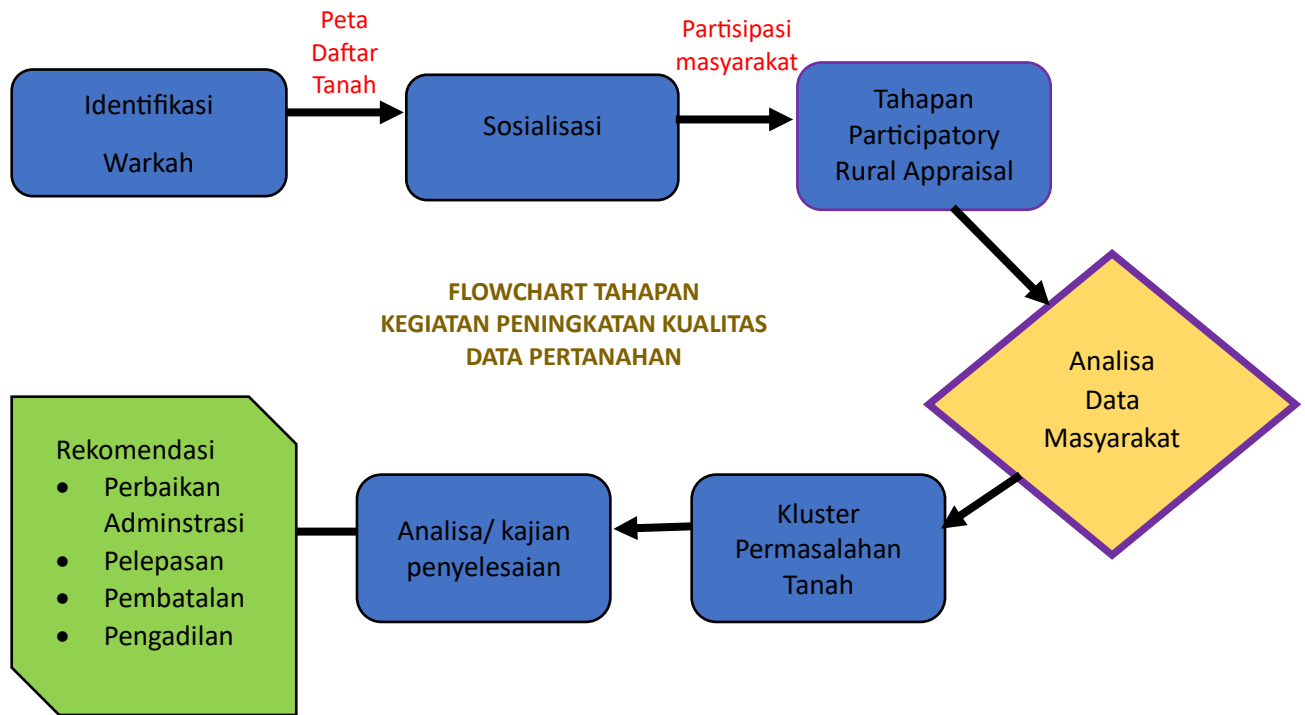 Peta
Daftar
Tanah
Partisipasi
masyarakat
Identifikasi
Warkah
Sosialisasi
Tahapan
Participatory
Rural Appraisal
FLOWCHART TAHAPAN
KEGIATAN PENINGKATAN KUALITAS
DATA PERTANAHAN
Analisa
Data
Masyarakat
Kluster
Permasalahan
Tanah
Analisa/ kajian
penyelesaian
Rekomendasi
• Perbaikan
Adminstrasi
• Pelepasan
• Pembatalan
• Pengadilan